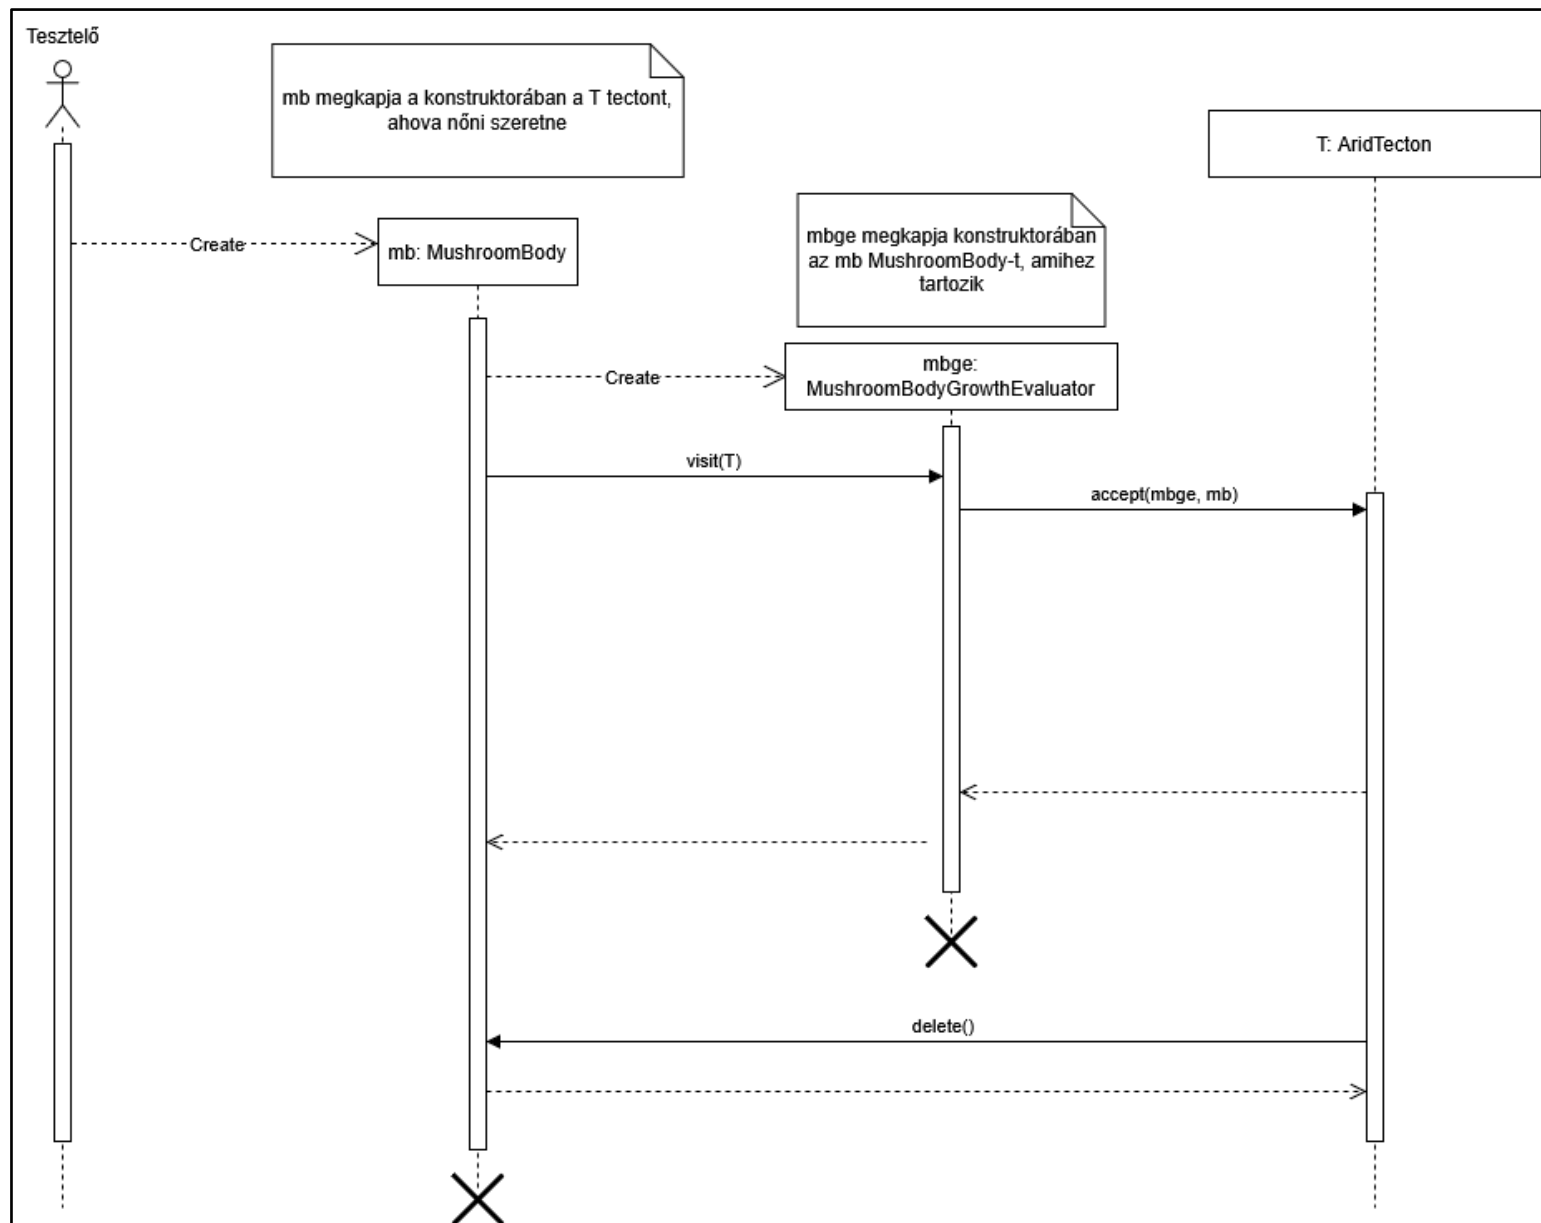 Tesztelő
mb megkapja a konstruktorában a T tectont,
ahova nőni szeretne
T: AridTecton
mbge megkapja konstruktorában
az mb MushroomBody-t, amihez
tartozik
Create
mb: MushroomBody
mbge:
MushroomBodyGrowthEvaluator
Create
visit(T)
accept(mbge, mb)
delete()